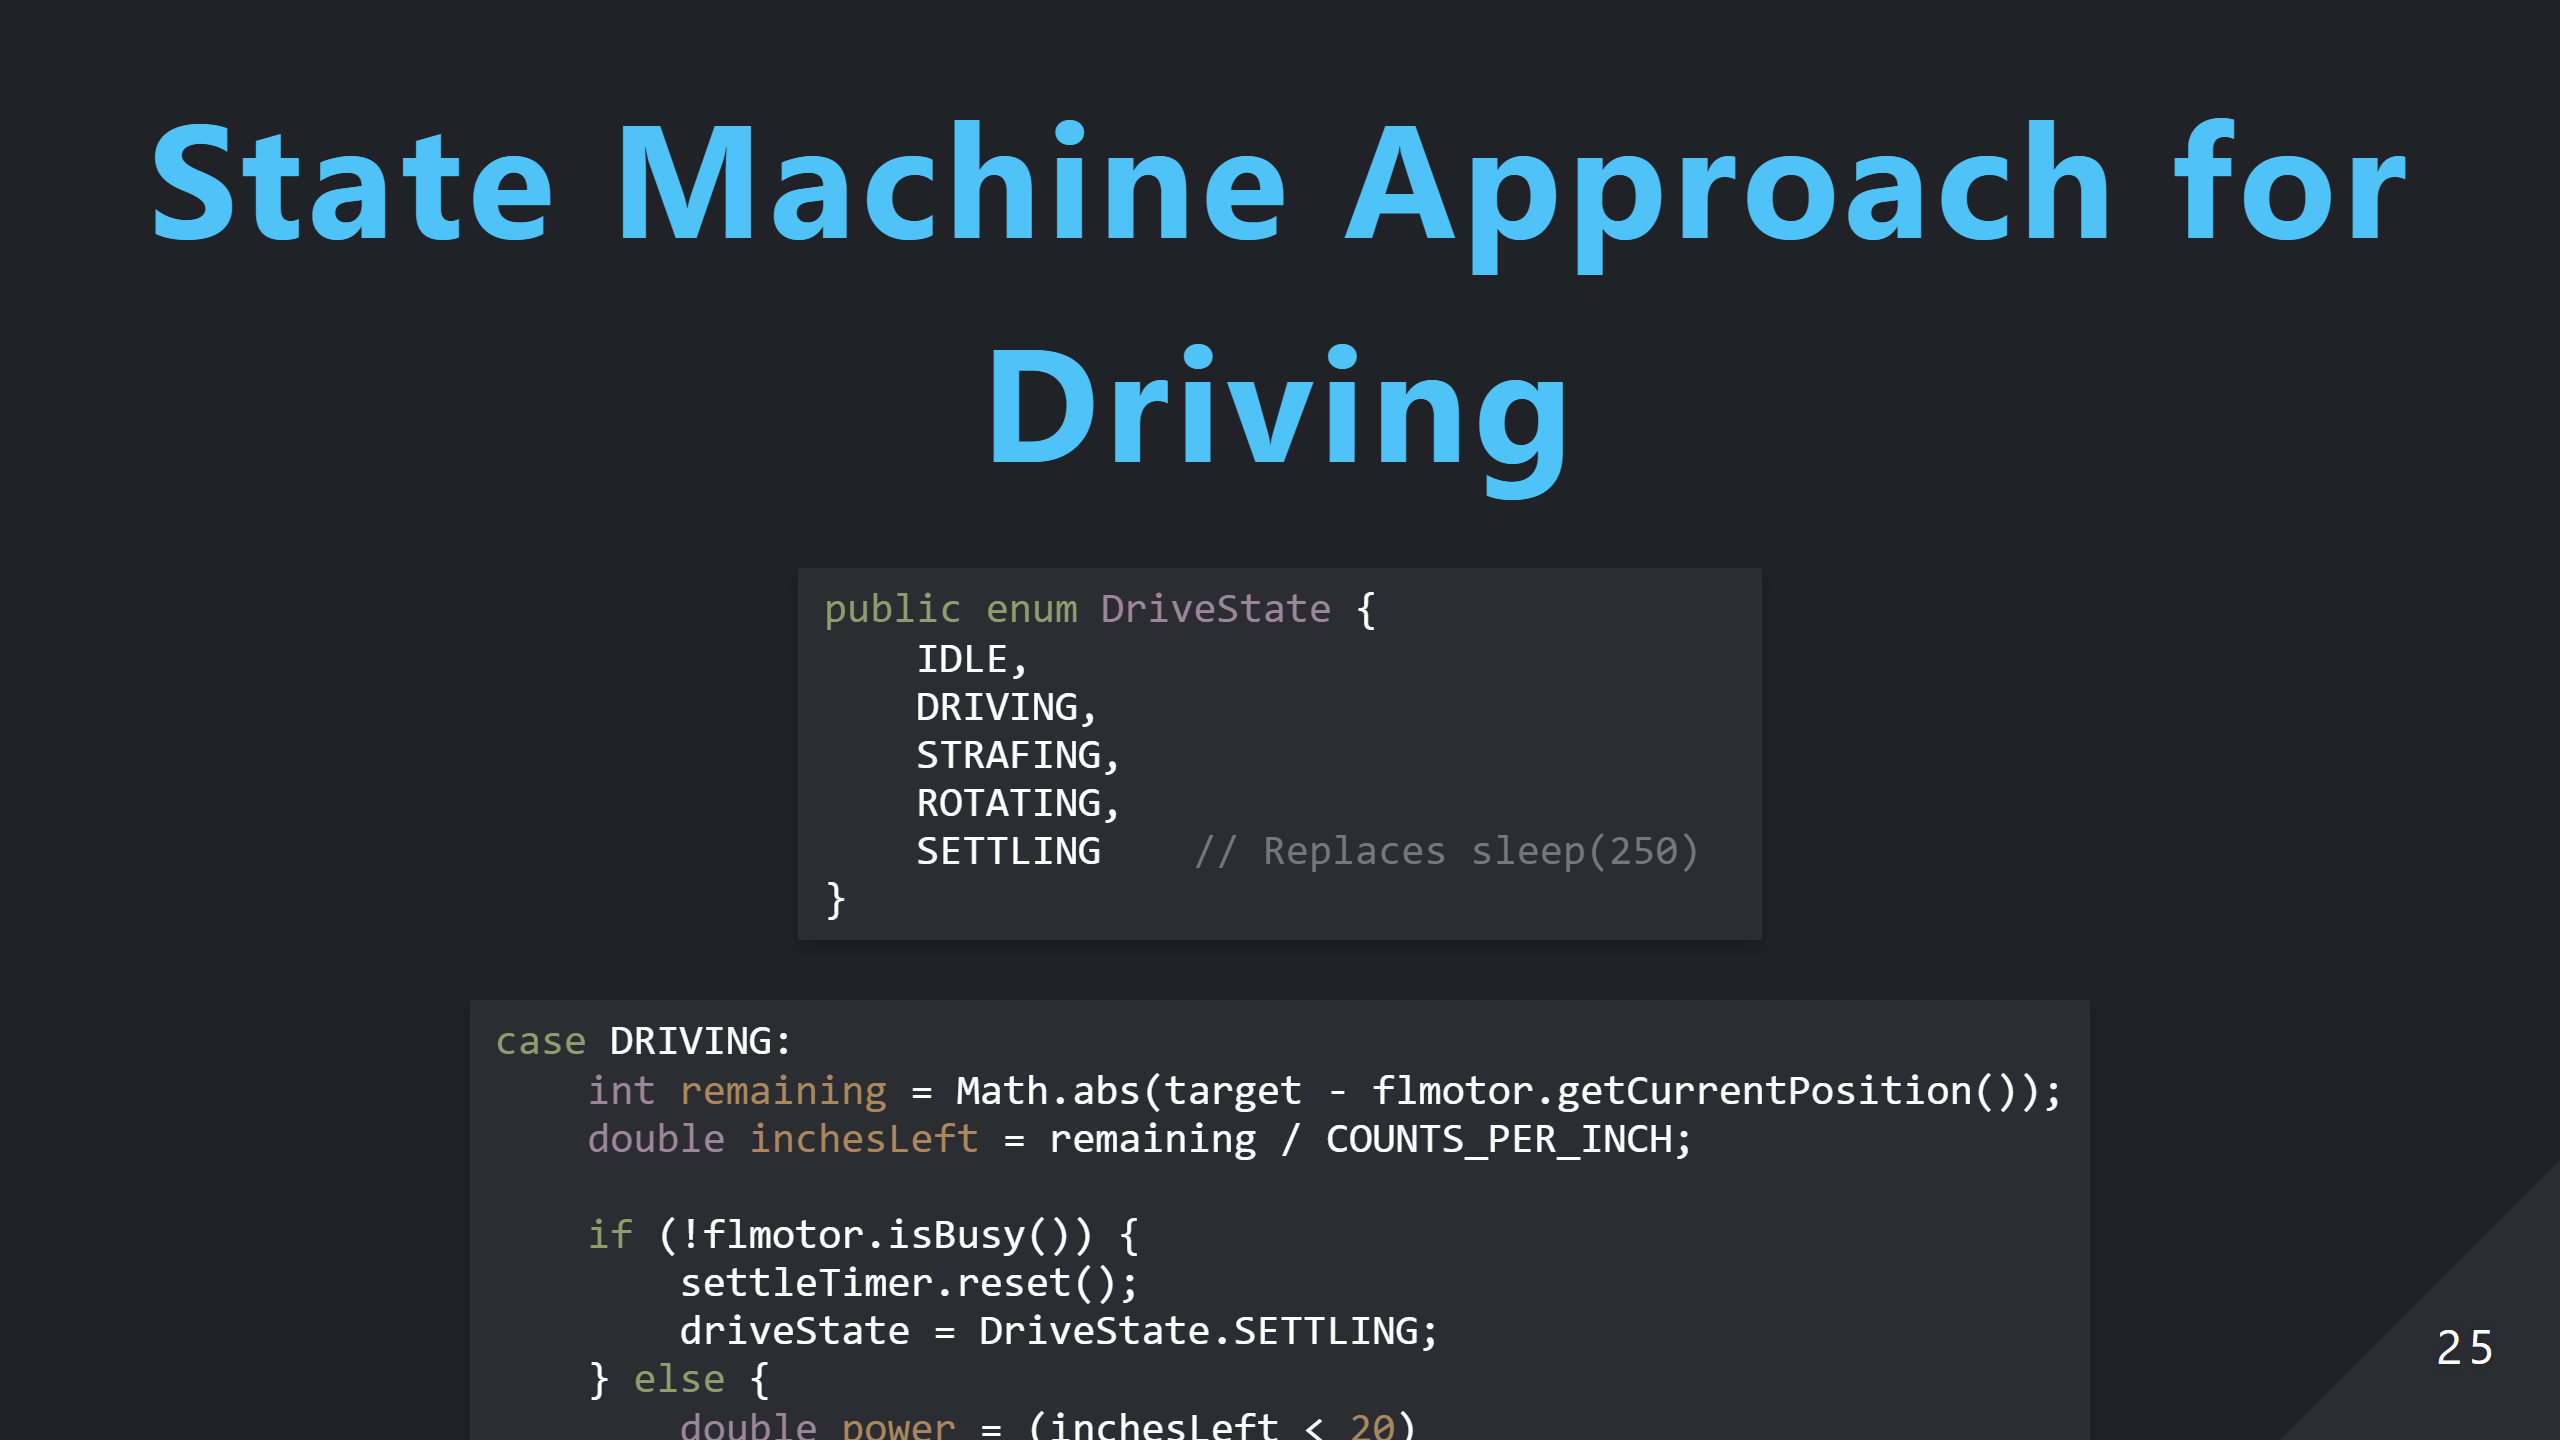 State Machine Approach for
Driving
public enum DriveState {
    IDLE,
    DRIVING,
    STRAFING,
    ROTATING,
    SETTLING    // Replaces sleep(250)
}
case DRIVING:
    int remaining = Math.abs(target - flmotor.getCurrentPosition());
    double inchesLeft = remaining / COUNTS_PER_INCH;

    if (!flmotor.isBusy()) {
        settleTimer.reset();
        driveState = DriveState.SETTLING;
    } else {
        double power = (inchesLeft < 20)
25